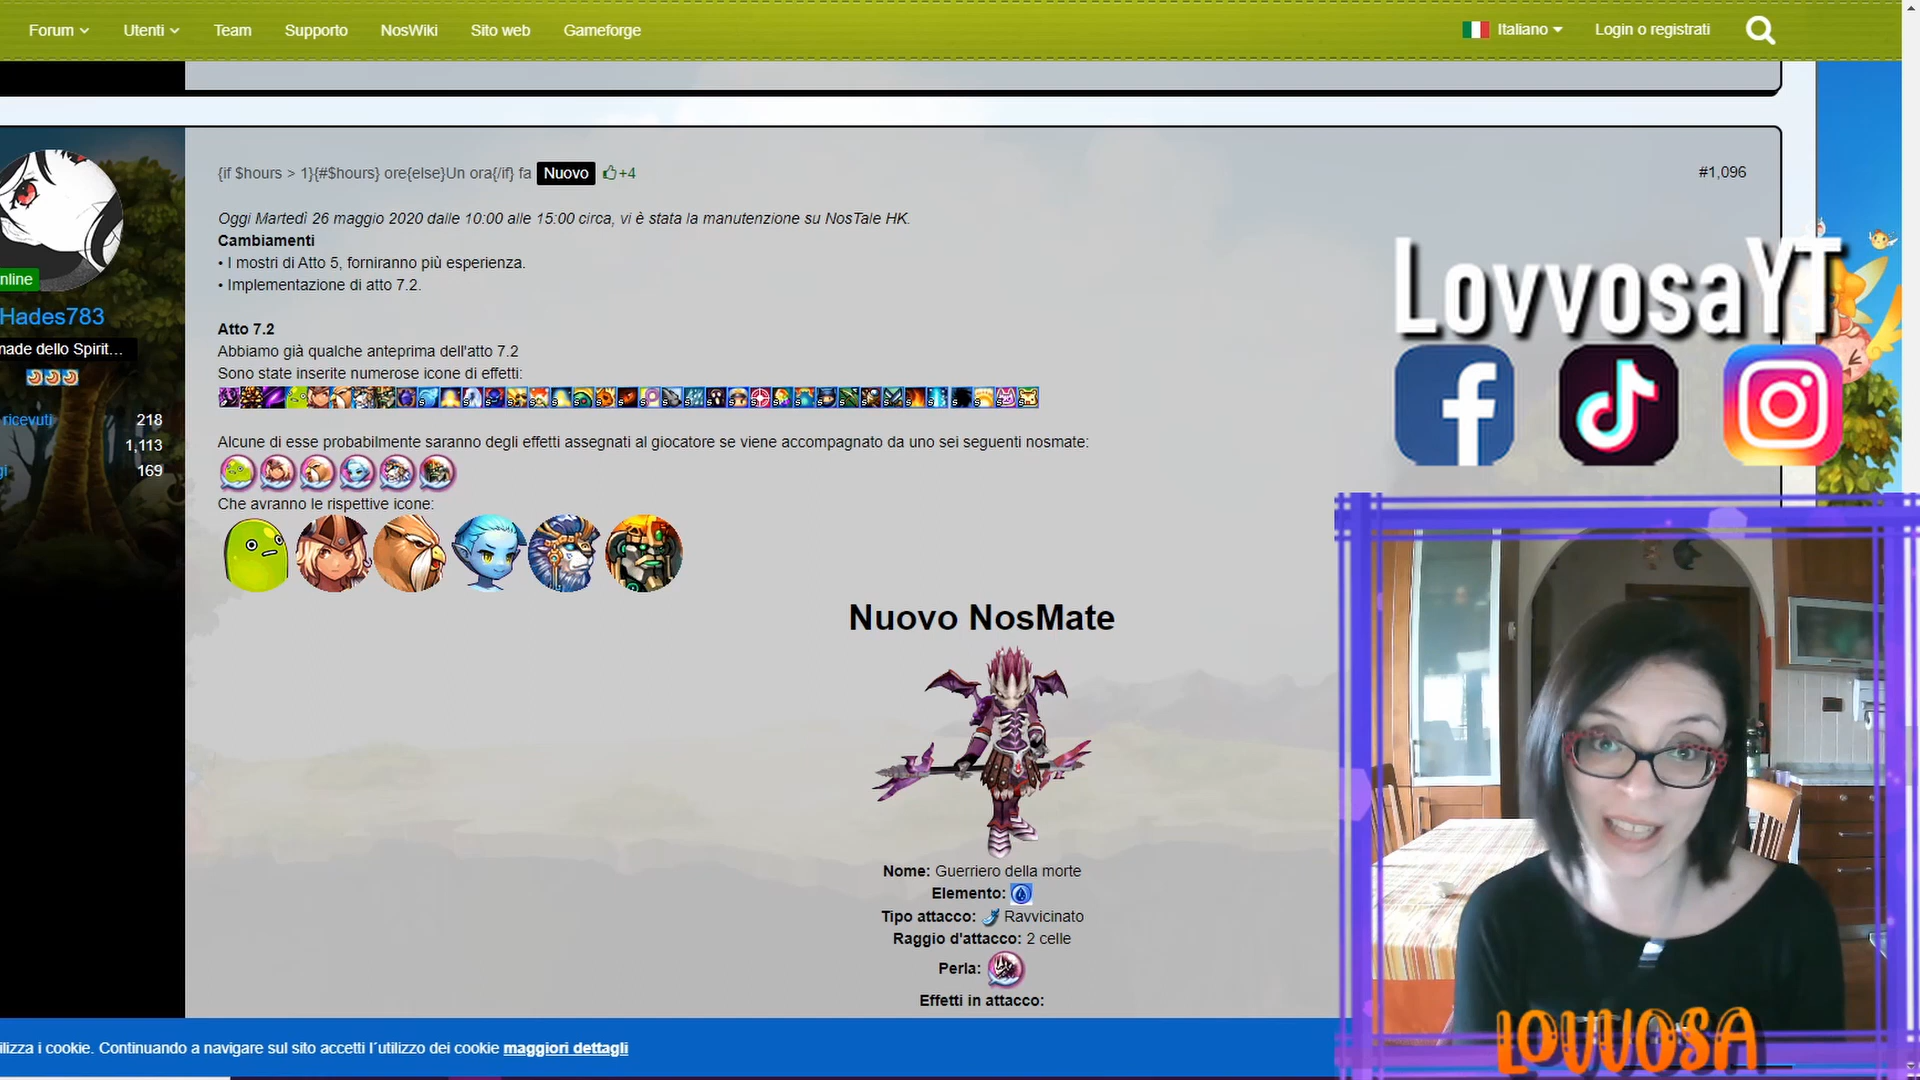 Forum Utenti Team Supporto NosWiki Sito web Gameforge Italiano Login o registrati
{if $hours > 1}{#$hours} ore{else}Un ora{/if} fa Nuovo +4 #1,096
Oggi Martedì 26 maggio 2020 dalle 10:00 alle 15:00 circa, vi è stata la manutenzione su NosTale HK.
Cambiamenti
• I mostri di Atto 5, forniranno più esperienza.
• Implementazione di atto 7.2.
nline
Hades783
nade dello Spirit...
ricevuti 218
1,113
gi 169
Atto 7.2
Abbiamo già qualche anteprima dell'atto 7.2
Sono state inserite numerose icone di effetti:
Alcune di esse probabilmente saranno degli effetti assegnati al giocatore se viene accompagnato da uno sei seguenti nosmate:
Che avranno le rispettive icone:
Nuovo NosMate
Nome: Guerriero della morte
Elemento:
Tipo attacco: Ravvicinato
Raggio d'attacco: 2 celle
Perla:
Effetti in attacco:
LovvosaYT
LOVVOSA
ilizza i cookie. Continuando a navigare sul sito accetti l´utilizzo dei cookie maggiori dettagli